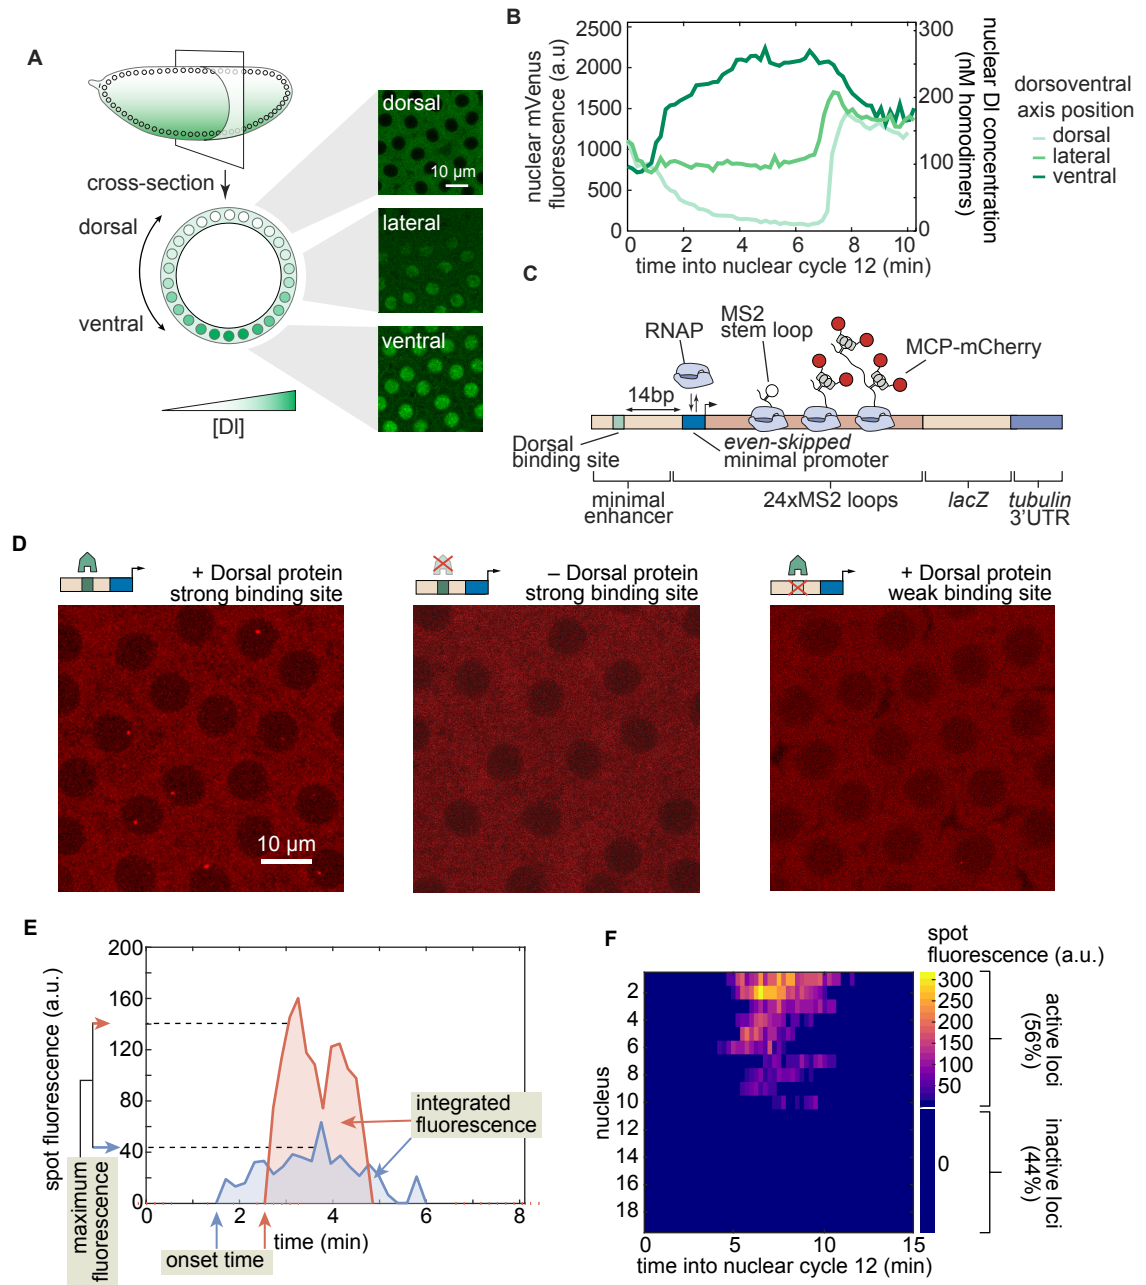 A
dorsal
10 µm
cross-section
dorsal
lateral
ventral
ventral
[Dl]
B
nuclear mVenus
fluorescence (a.u)
2500
2000
1500
1000
500
0
300
200
100
0
nuclear Dl concentration
(nM homodimers)
0 2 4 6 8 10
time into nuclear cycle 12 (min)
dorsoventral
axis position
dorsal
lateral
ventral
C
RNAP
MS2
stem loop
MCP-mCherry
14bp
Dorsal
binding site
even-skipped
minimal promoter
minimal
enhancer
24xMS2 loops
lacZ
tubulin
3'UTR
D
+ Dorsal protein
strong binding site
– Dorsal protein
strong binding site
+ Dorsal protein
weak binding site
10 µm
E
spot fluorescence (a.u.)
200
160
120
80
40
0
maximum
fluorescence
integrated
fluorescence
0 2 4 6 8
onset time
time (min)
F
spot
fluorescence (a.u.)
nucleus
2
4
6
8
10
12
14
16
18
0 5 10 15
time into nuclear cycle 12 (min)
300
250
200
150
100
50
0
active loci
(56%)
inactive loci
(44%)